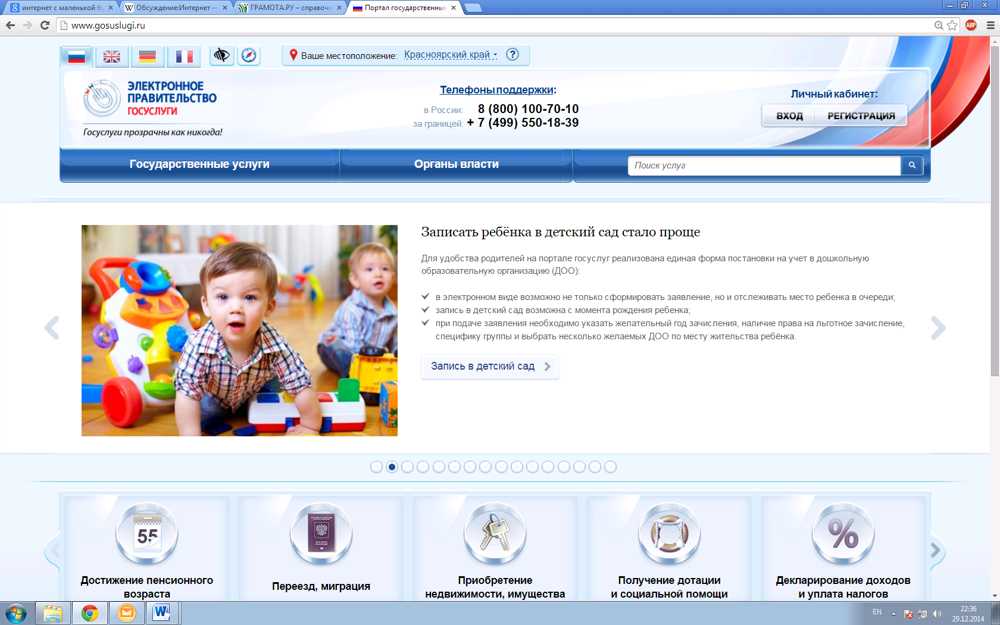 интернет с маленькой бу
Обсуждение:Интернет —
ГРАМОТА.РУ – справочн
Портал государственных
www.gosuslugi.ru
ABP
Ваше местоположение: Красноярский край ?
ЭЛЕКТРОННОЕ
ПРАВИТЕЛЬСТВО
ГОСУСЛУГИ
Госуслуги прозрачны как никогда!
Телефоны поддержки:
в России: 8 (800) 100-70-10
за границей: + 7 (499) 550-18-39
Личный кабинет:
ВХОД РЕГИСТРАЦИЯ
Государственные услуги Органы власти Поиск услуг
Записать ребёнка в детский сад стало проще
Для удобства родителей на портале госуслуг реализована единая форма постановки на учет в дошкольную
образовательную организацию (ДОО):
в электронном виде возможно не только сформировать заявление, но и отслеживать место ребенка в очереди;
запись в детский сад возможна с момента рождения ребенка;
при подаче заявления необходимо указать желательный год зачисления, наличие права на льготное зачисление,
специфику группы и выбрать несколько желаемых ДОО по месту жительства ребёнка.
Запись в детский сад
55
%
Достижение пенсионного
возраста
Переезд, миграция
Приобретение
недвижимости, имущества
Получение дотации
и социальной помощи
Декларирование доходов
и уплата налогов
EN
22:36
29.12.2014